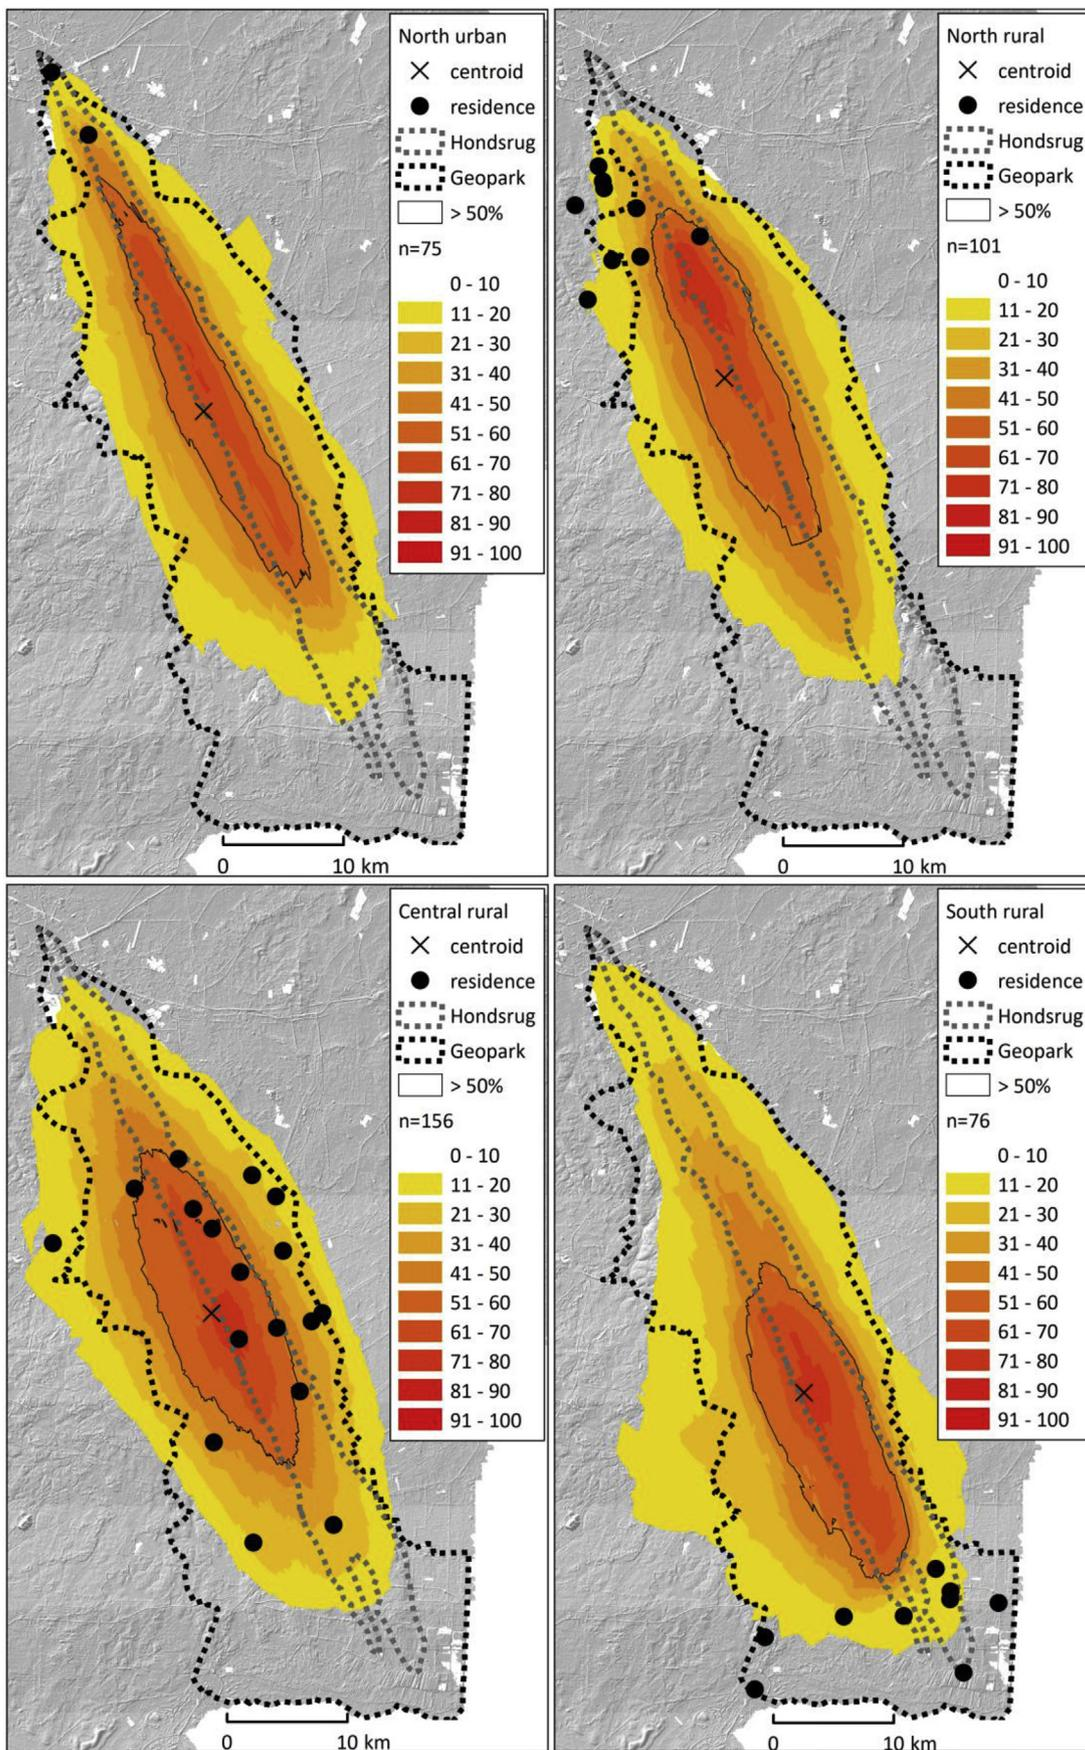 North urban
centroid
residence
Hondsrug
Geopark
> 50%
n=75
0 - 10
11 - 20
21 - 30
31 - 40
41 - 50
51 - 60
61 - 70
71 - 80
81 - 90
91 - 100
0 10 km
North rural
centroid
residence
Hondsrug
Geopark
> 50%
n=101
0 - 10
11 - 20
21 - 30
31 - 40
41 - 50
51 - 60
61 - 70
71 - 80
81 - 90
91 - 100
0 10 km
Central rural
centroid
residence
Hondsrug
Geopark
> 50%
n=156
0 - 10
11 - 20
21 - 30
31 - 40
41 - 50
51 - 60
61 - 70
71 - 80
81 - 90
91 - 100
0 10 km
South rural
centroid
residence
Hondsrug
Geopark
> 50%
n=76
0 - 10
11 - 20
21 - 30
31 - 40
41 - 50
51 - 60
61 - 70
71 - 80
81 - 90
91 - 100
0 10 km